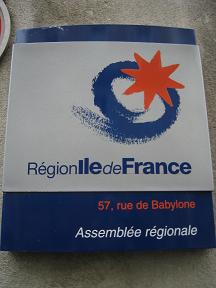 RégionIledeFrance
57, rue de Babylone
Assemblée régionale